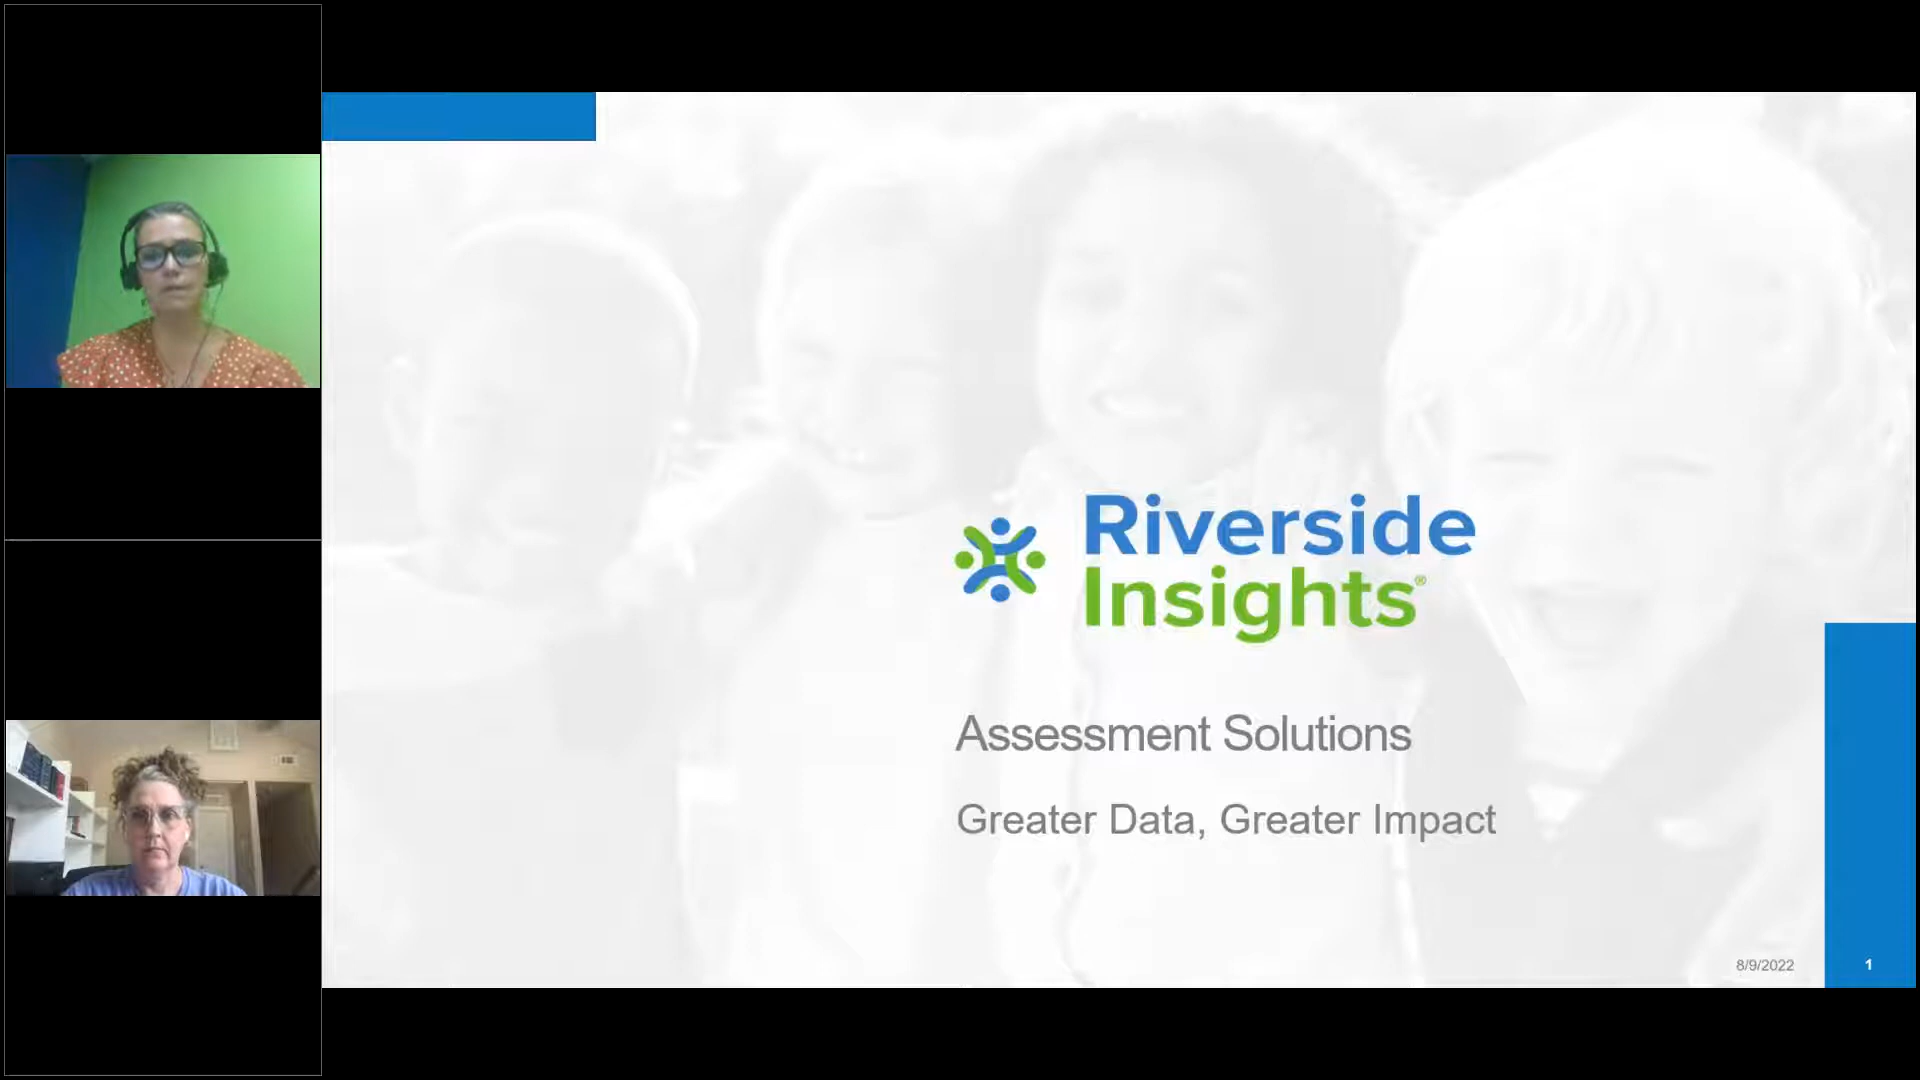 Riverside
Insights®
Assessment Solutions
Greater Data, Greater Impact
8/9/2022
1